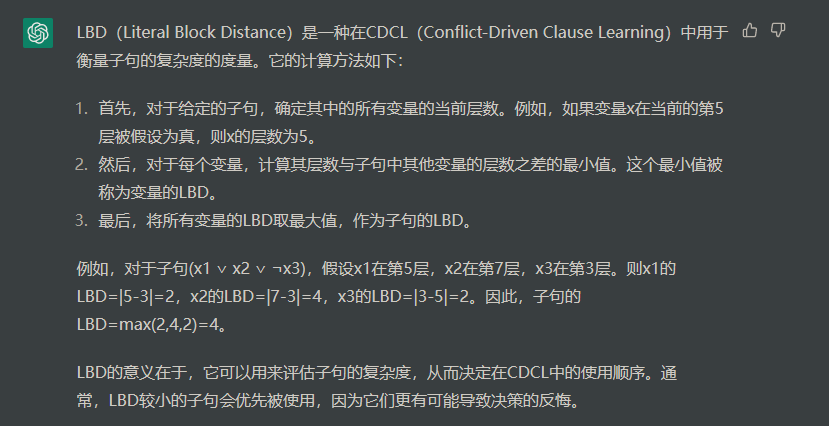 LBD（Literal Block Distance）是一种在CDCL（Conflict-Driven Clause Learning）中用于
衡量子句的复杂度的度量。它的计算方法如下：
1. 首先，对于给定的子句，确定其中的所有变量的当前层数。例如，如果变量x在当前的第5
层被假设为真，则x的层数为5。
2. 然后，对于每个变量，计算其层数与子句中其他变量的层数之差的最小值。这个最小值被
称为变量的LBD。
3. 最后，将所有变量的LBD取最大值，作为子句的LBD。
例如，对于子句(x1 ∨ x2 ∨ ¬x3)，假设x1在第5层，x2在第7层，x3在第3层。则x1的
LBD=|5-3|=2，x2的LBD=|7-3|=4，x3的LBD=|3-5|=2。因此，子句的
LBD=max(2,4,2)=4。
LBD的意义在于，它可以用来评估子句的复杂度，从而决定在CDCL中的使用顺序。通
常，LBD较小的子句会优先被使用，因为它们更有可能导致决策的反悔。